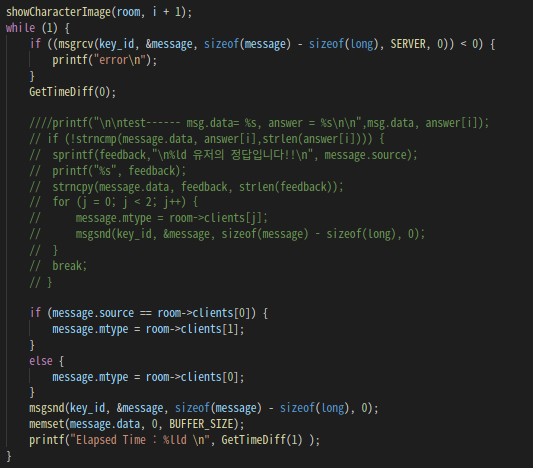 showCharacterImage(room, i + 1);
while (1) {
if ((msgrcv(key_id, &message, sizeof(message) - sizeof(long), SERVER, 0)) < 0) {
printf("error\n");
}
GetTimeDiff(0);
////printf("\n\ntest------ msg.data= %s, answer = %s\n\n",msg.data, answer[i]);
// if (!strncmp(message.data, answer[i],strlen(answer[i]))) {
// sprintf(feedback,"\n%ld 유저의 정답입니다!!\n", message.source);
// printf("%s", feedback);
// strncpy(message.data, feedback, strlen(feedback));
// for (j = 0; j < 2; j++) {
// message.mtype = room->clients[j];
// msgsnd(key_id, &message, sizeof(message) - sizeof(long), 0);
// }
// break;
// }
if (message.source == room->clients[0]) {
message.mtype = room->clients[1];
}
else {
message.mtype = room->clients[0];
}
msgsnd(key_id, &message, sizeof(message) - sizeof(long), 0);
memset(message.data, 0, BUFFER_SIZE);
printf("Elapsed Time : %lld \n", GetTimeDiff(1) );
}